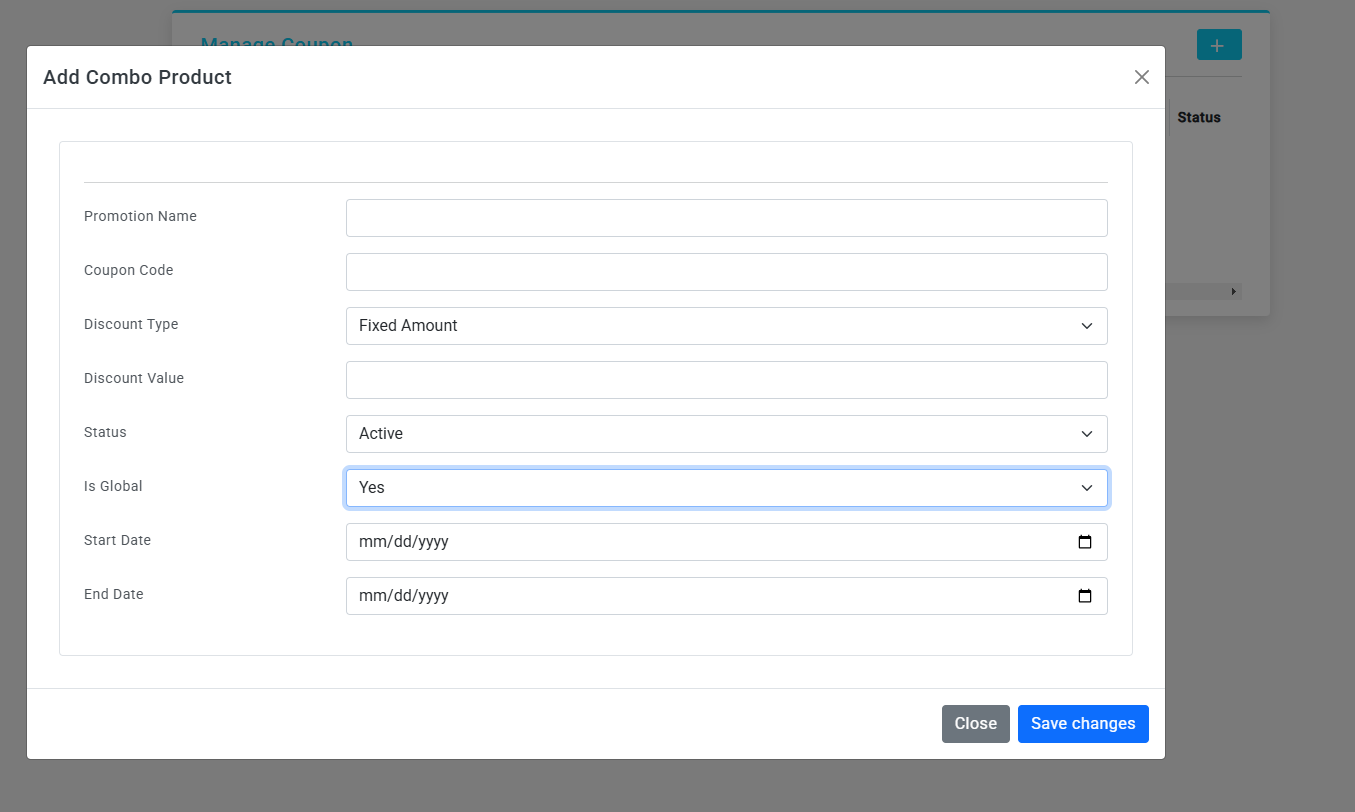 Manage Coupon
+
Add Combo Product
Status
Promotion Name
Coupon Code
Discount Type
Fixed Amount
Discount Value
Status
Active
Is Global
Yes
Start Date
mm/dd/yyyy
End Date
mm/dd/yyyy
Close
Save changes